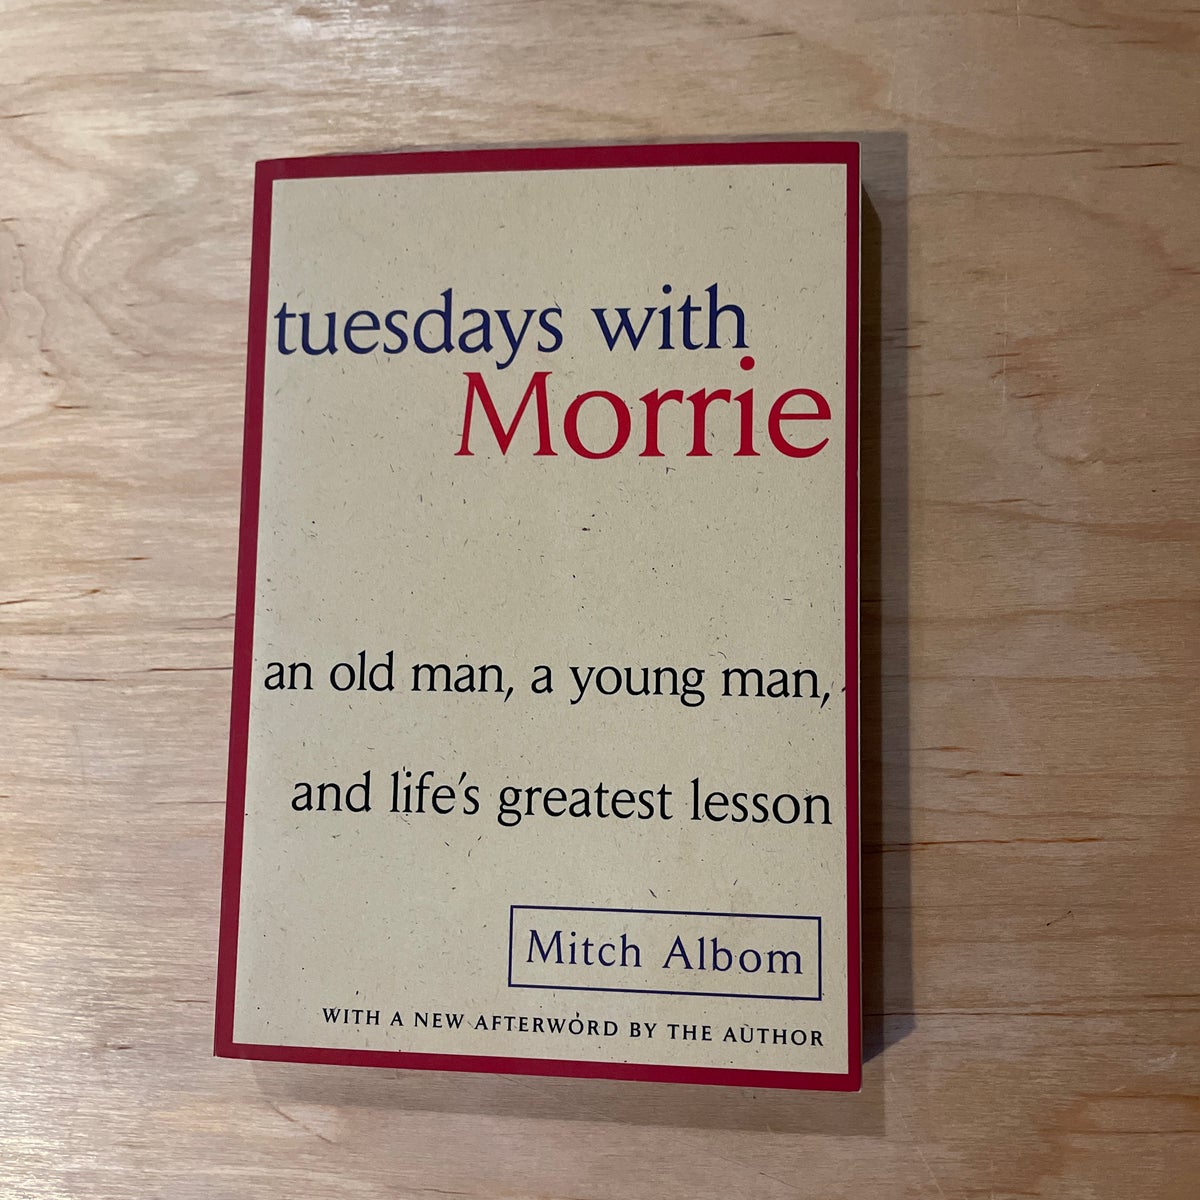 tuesdays with
Morrie
an old man, a young man,
and life's greatest lesson
Mitch Albom
WITH A NEW AFTERWORD BY THE AUTHOR